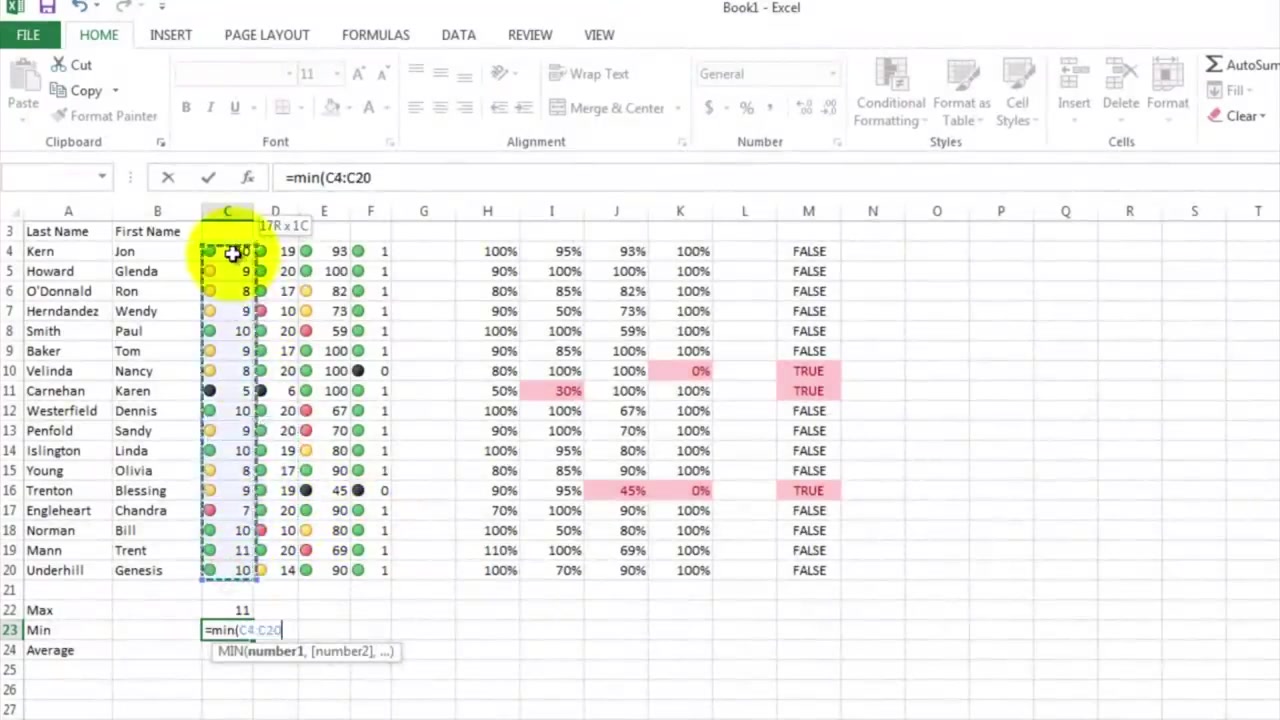 Book1 - Excel
FILE HOME INSERT PAGE LAYOUT FORMULAS DATA REVIEW VIEW
Paste
Cut
Copy
Format Painter
Clipboard
11 A A
B I U A
Font
Wrap Text
Merge & Center
Alignment
General
$ % ,
Number
Conditional Formatting
Format as Table
Cell Styles
Styles
Insert
Delete
Format
Cells
AutoSum
Fill
Clear
fx =min(C4:C20
A B C D E F G H I J K L M N O P Q R S T
17R x 1C
3 Last Name First Name
4 Kern Jon 19 93 1 100% 95% 93% 100% FALSE
5 Howard Glenda 9 20 100 1 90% 100% 100% 100% FALSE
6 O'Donnald Ron 8 17 82 1 80% 85% 82% 100% FALSE
7 Herndandez Wendy 9 10 73 1 90% 50% 73% 100% FALSE
8 Smith Paul 10 20 59 1 100% 100% 59% 100% FALSE
9 Baker Tom 9 17 100 1 90% 85% 100% 100% FALSE
10 Velinda Nancy 8 20 100 0 80% 100% 100% 0% TRUE
11 Carnehan Karen 5 6 100 1 50% 30% 100% 100% TRUE
12 Westerfield Dennis 10 20 67 1 100% 100% 67% 100% FALSE
13 Penfold Sandy 9 20 70 1 90% 100% 70% 100% FALSE
14 Islington Linda 10 19 80 1 100% 95% 80% 100% FALSE
15 Young Olivia 8 17 90 1 80% 85% 90% 100% FALSE
16 Trenton Blessing 9 19 45 0 90% 95% 45% 0% TRUE
17 Engleheart Chandra 7 20 90 1 70% 100% 90% 100% FALSE
18 Norman Bill 10 10 80 1 100% 50% 80% 100% FALSE
19 Mann Trent 11 20 69 1 110% 100% 69% 100% FALSE
20 Underhill Genesis 10 14 90 1 100% 70% 90% 100% FALSE
21
22 Max 11
23 Min =min(C4:C20
MIN(number1, [number2], ...)
24 Average
25
26
27